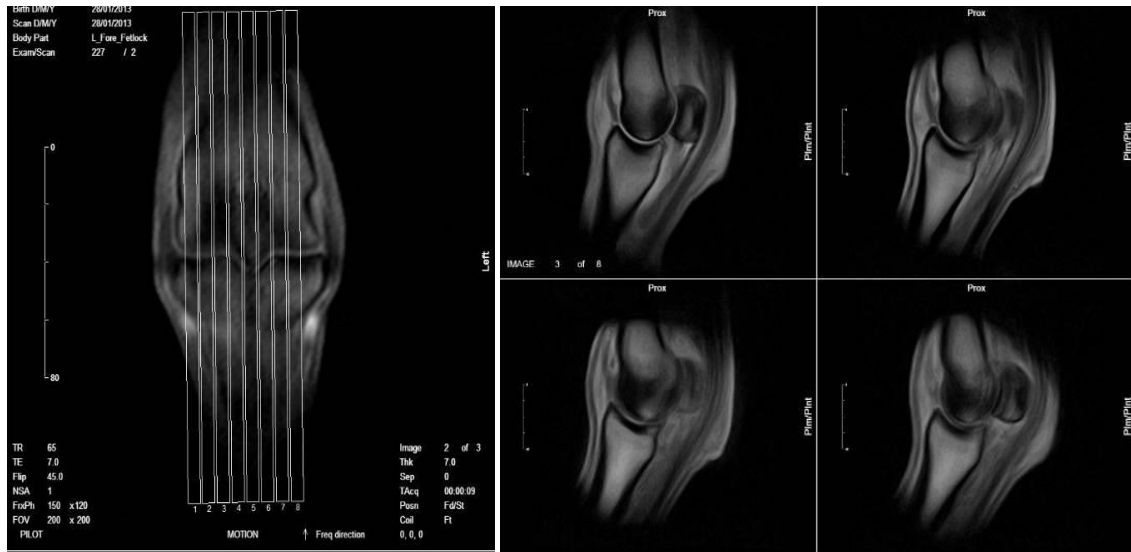 Birth D/M/Y 28/01/2013
Scan D/M/Y 28/01/2013
Body Part L_Fore_Fetlock
Exam/Scan 227 / 2
0
80
Left
1 2 3 4 5 6 7 8
TR 65
TE 7.0
Flip 45.0
NSA 1
FrxPh 150 x120
FOV 200 x 200
PILOT
MOTION
↑ Freq direction
Image 2 of 3
Thk 7.0
Sep 0
TAcq 00:00:09
Posn Fd/St
Coil Ft
0, 0, 0
Prox
Plm/Plnt
IMAGE 3 of 8
Prox
Plm/Plnt
Prox
Plm/Plnt
Prox
Plm/Plnt